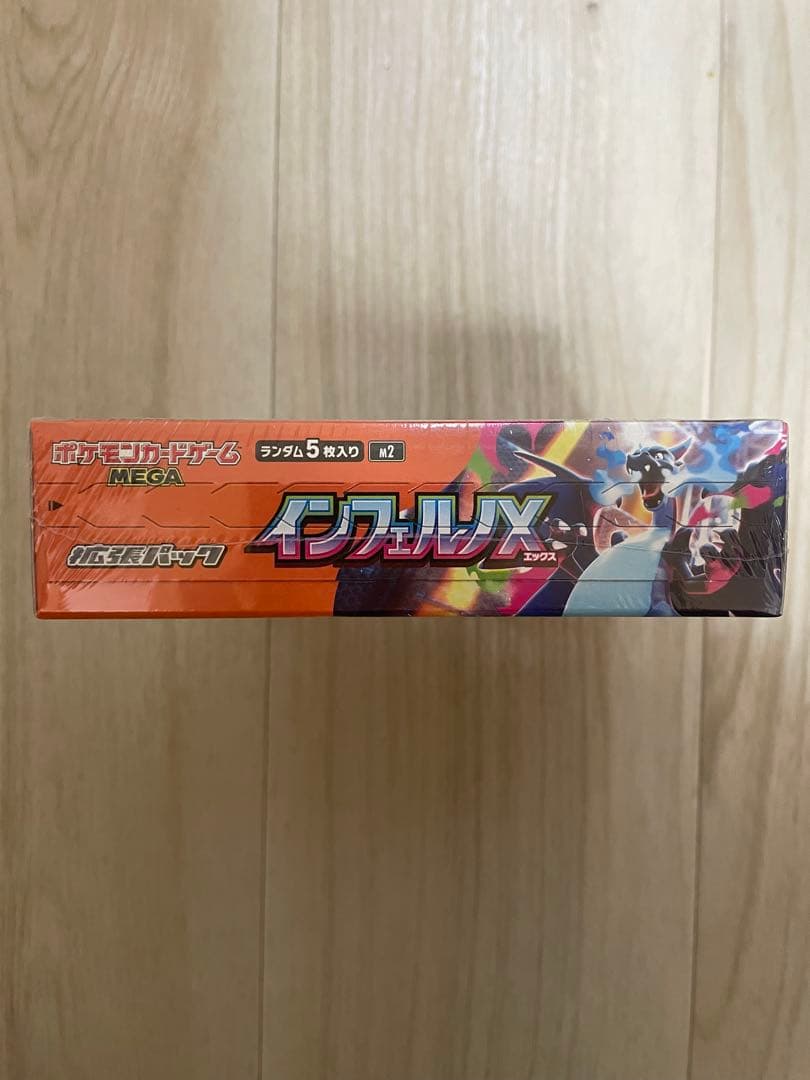 ポケモンカードゲーム
MEGA
ランダム5枚入り
M2
拡張パック
インフェルノX
エックス